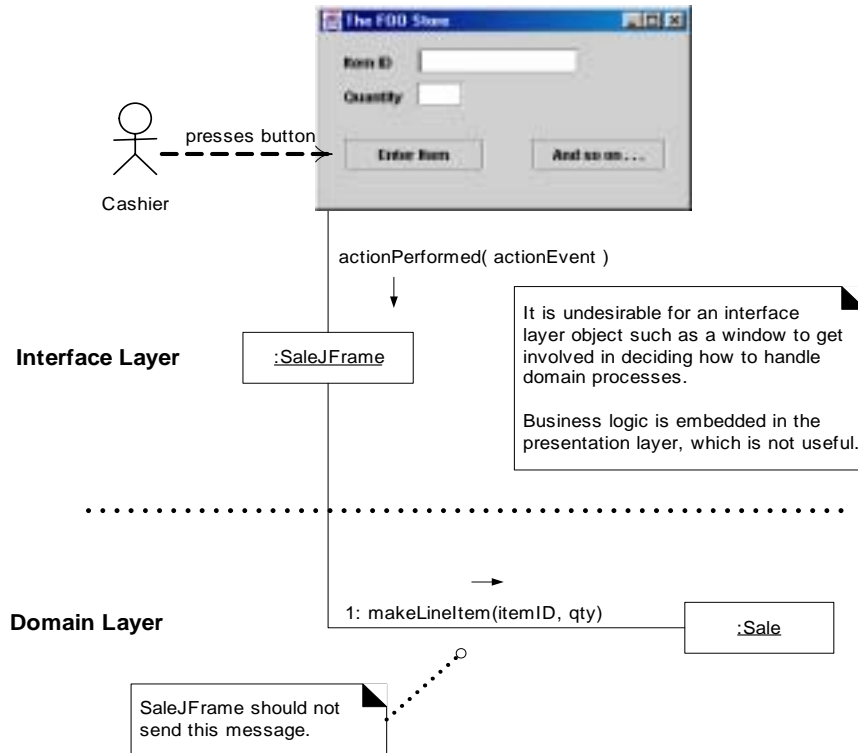 The FOO Store
Item ID
Quantity
presses button
Enter Item
And so on . . .
Cashier
actionPerformed( actionEvent )
It is undesirable for an interface
layer object such as a window to get
involved in deciding how to handle
domain processes.
Business logic is embedded in the
presentation layer, which is not useful.
Interface Layer
:SaleJFrame
1: makeLineItem(itemID, qty)
Domain Layer
:Sale
SaleJFrame should not
send this message.